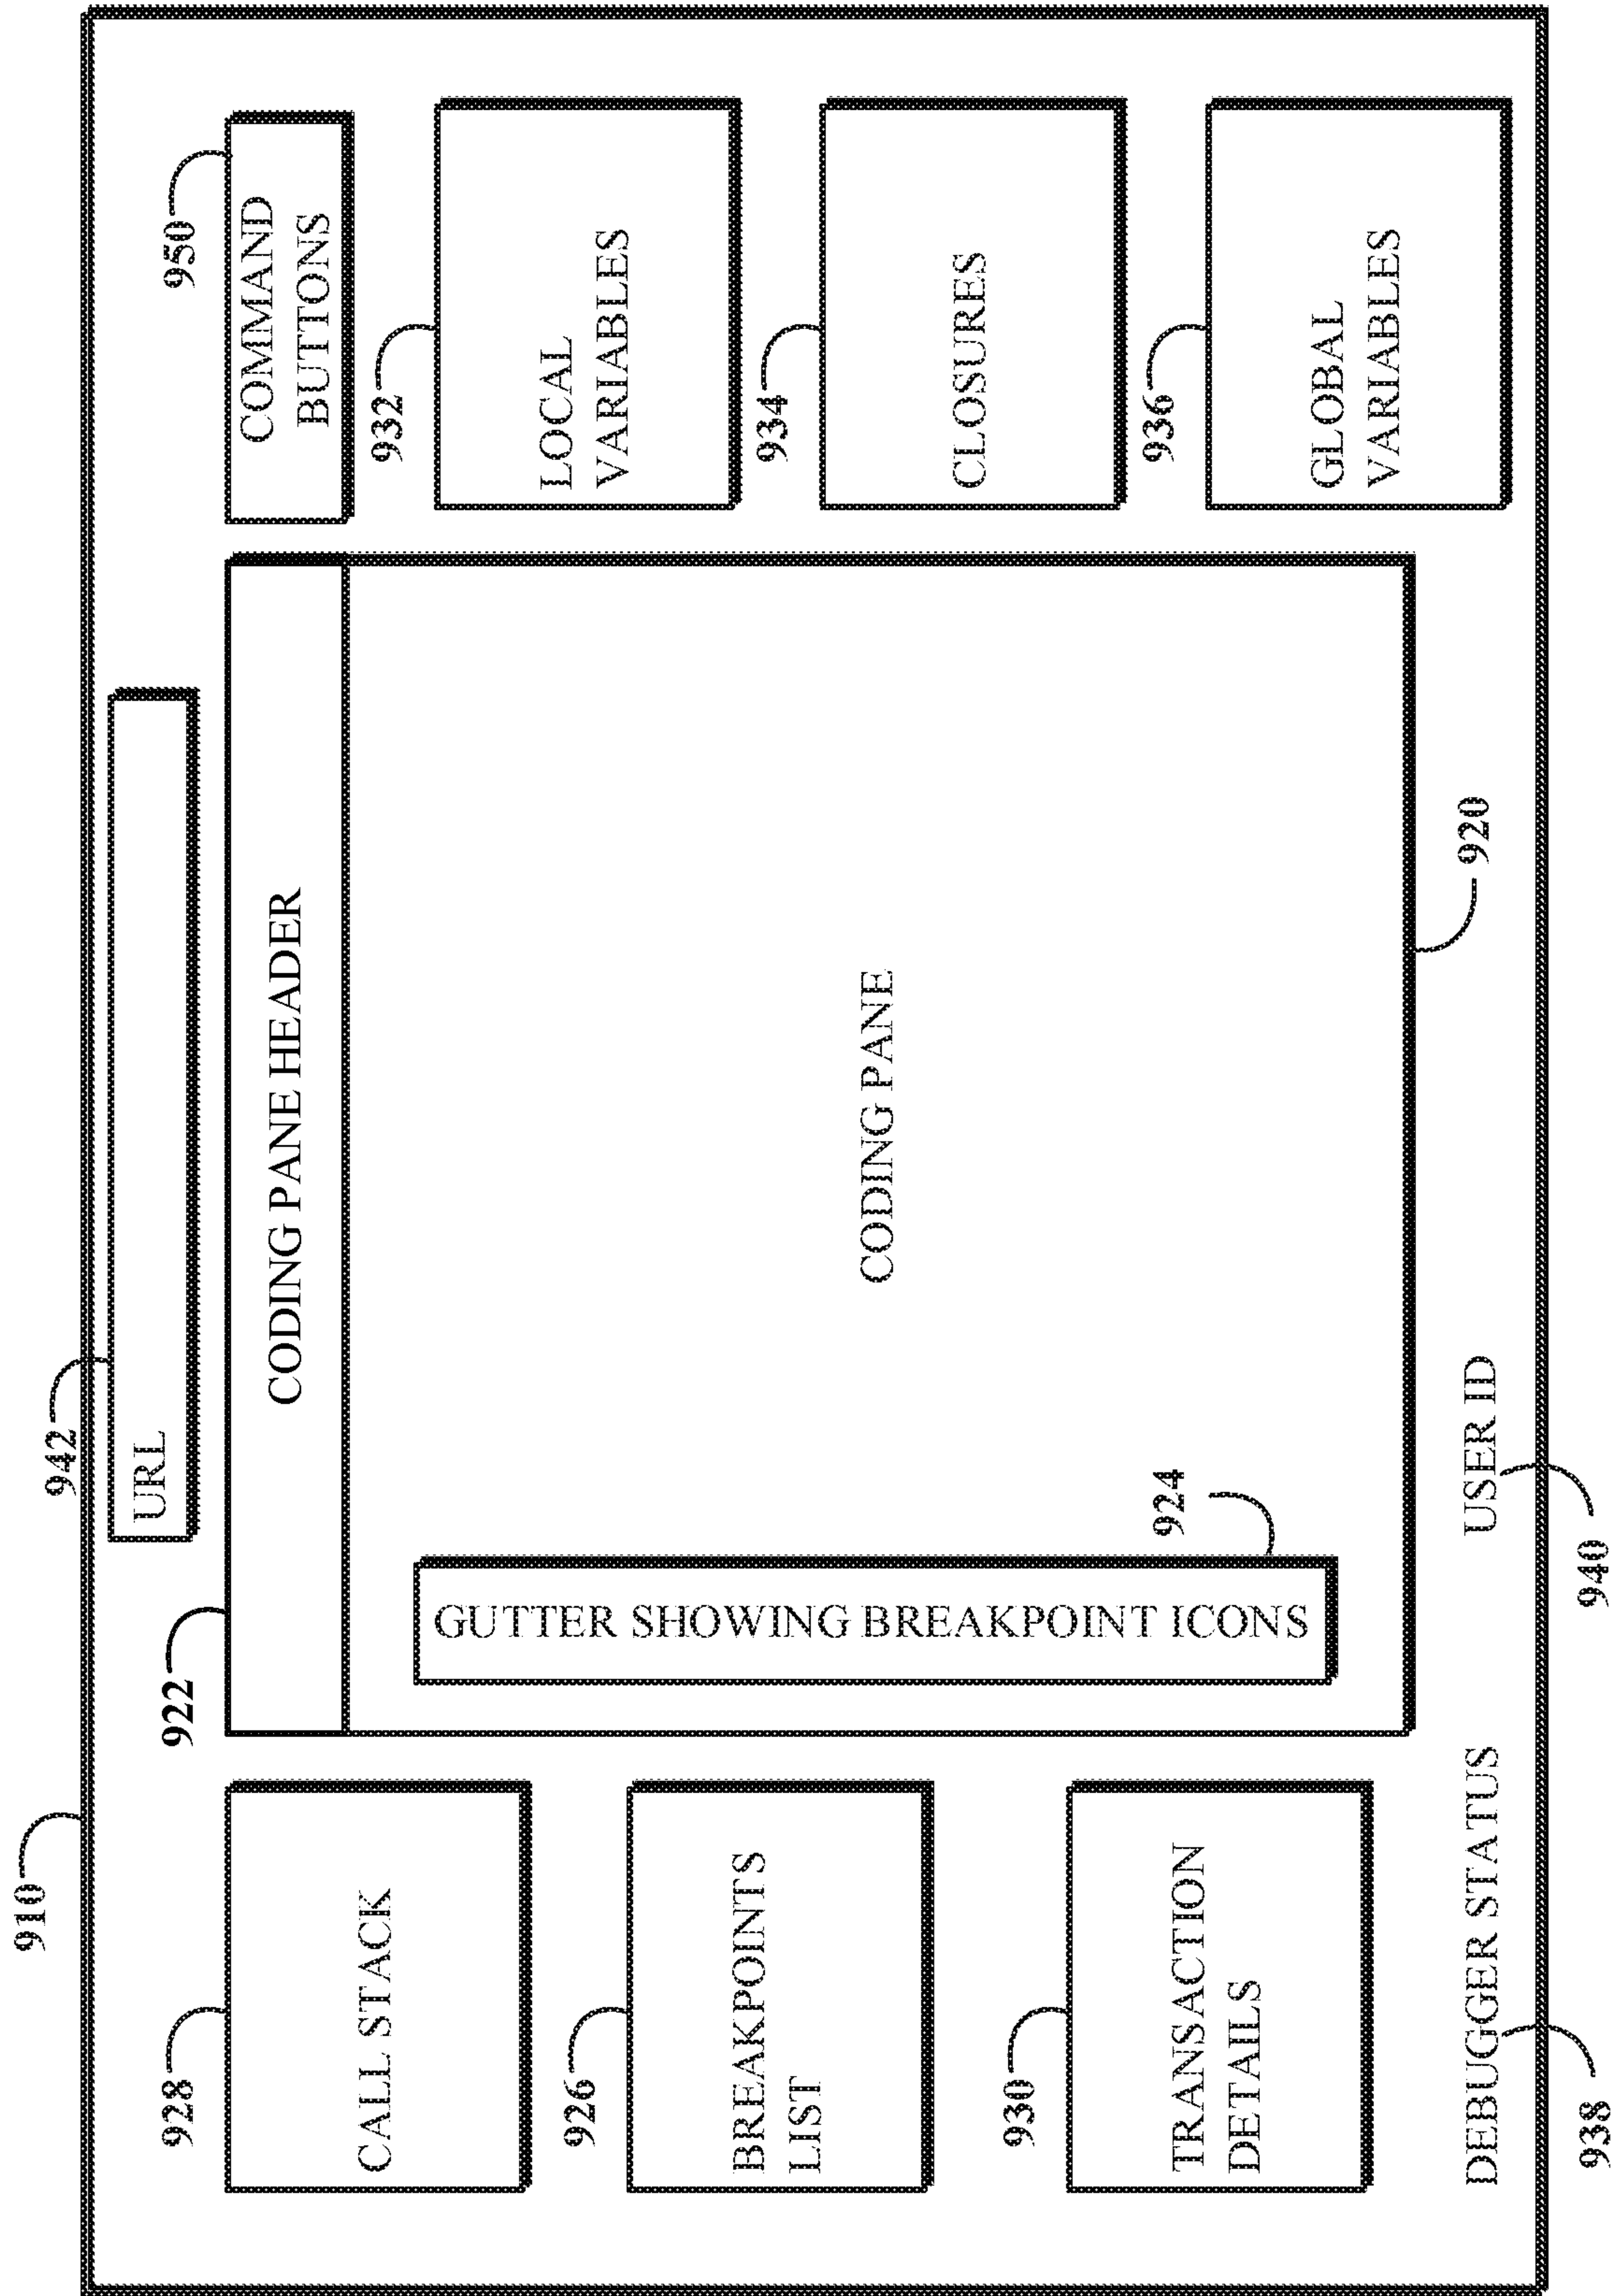 910
942
URL
922
CODING PANE HEADER
950
COMMAND
BUTTONS
928
CALL STACK
932
LOCAL
VARIABLES
926
BREAKPOINTS
LIST
924
GUTTER SHOWING BREAKPOINT ICONS
CODING PANE
934
CLOSURES
930
TRANSACTION
DETAILS
936
GLOBAL
VARIABLES
DEBUGGER STATUS
USER ID
920
938
940